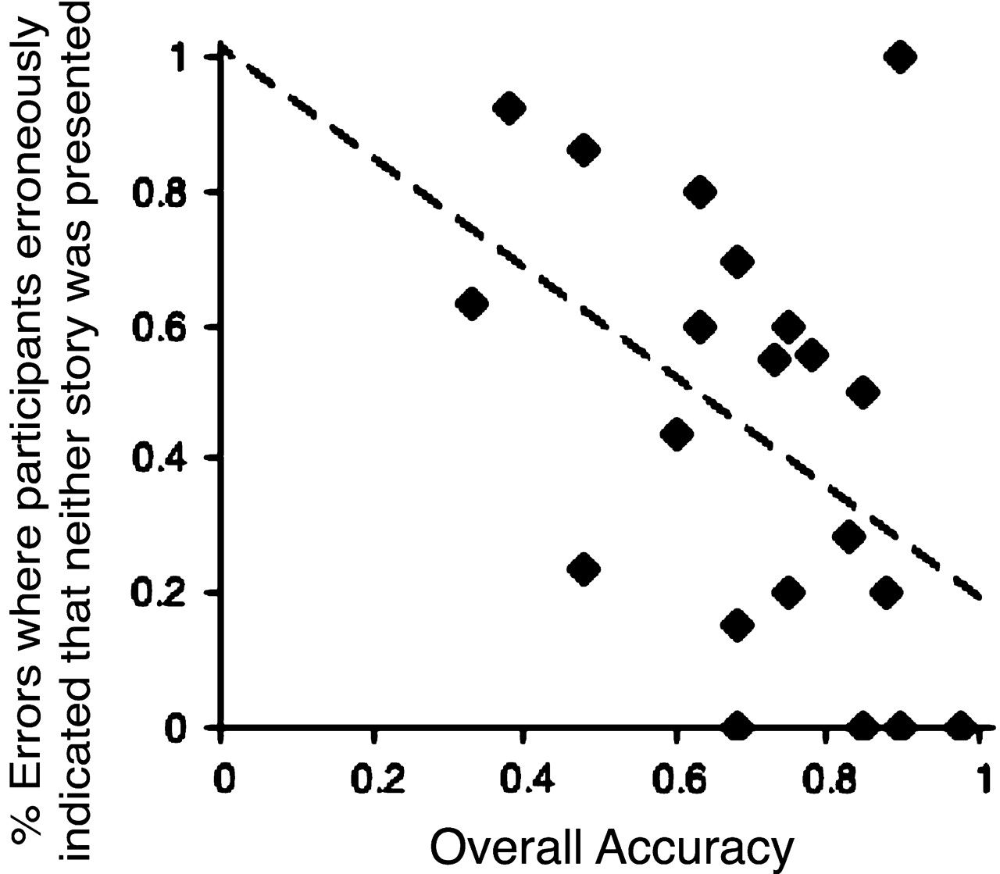 % Errors where participants erroneously
indicated that neither story was presented
1
0.8
0.6
0.4
0.2
0
0 0.2 0.4 0.6 0.8 1
Overall Accuracy